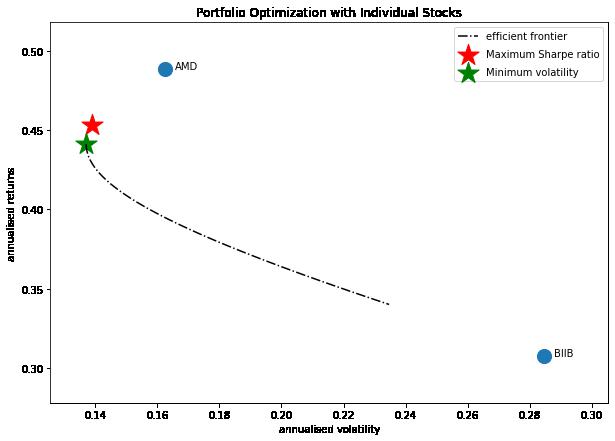 Portfolio Optimization with Individual Stocks
efficient frontier
Maximum Sharpe ratio
Minimum volatility
AMD
BIIB
0.50
0.45
0.40
0.35
0.30
annualised returns
0.14 0.16 0.18 0.20 0.22 0.24 0.26 0.28 0.30
annualised volatility